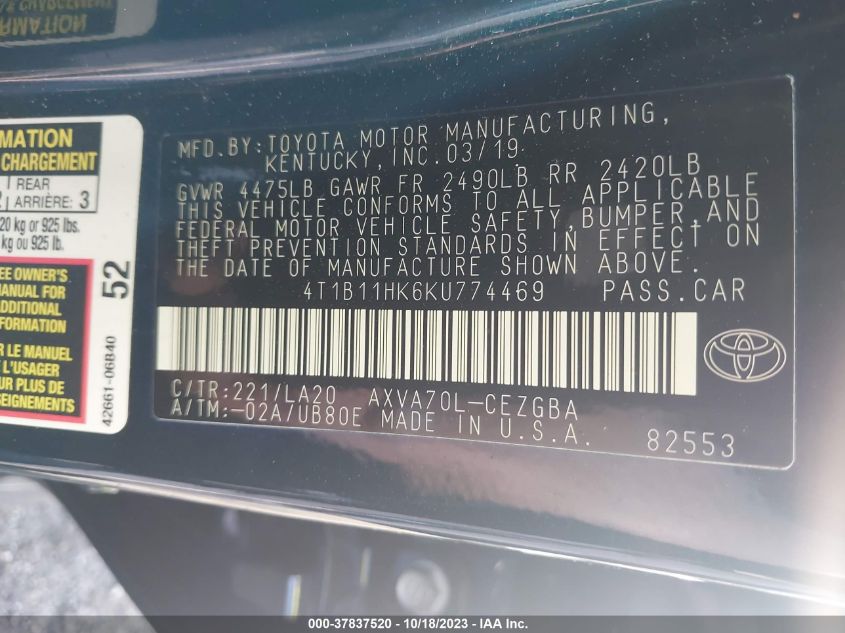 & CHARGEMENT
ORMATION
MATION
CHARGEMENT
REAR
ARRIÈRE: 3
20 kg or 925 lbs.
kg ou 925 lb.
EE OWNER'S
MANUAL FOR
ADDITIONAL
FORMATION
R LE MANUEL
L'USAGER
UR PLUS DE
SEIGNEMENTS
52
42661-06B40
MFD.BY:TOYOTA MOTOR MANUFACTURING,
KENTUCKY,INC.03/19
GVWR 4475LB GAWR FR 2490LB RR 2420LB
THIS VEHICLE CONFORMS TO ALL APPLICABLE
FEDERAL MOTOR VEHICLE SAFETY,BUMPER,AND
THEFT PREVENTION STANDARDS IN EFFECT ON
THE DATE OF MANUFACTURE SHOWN ABOVE.
4T1B11HK6KU774469 PASS.CAR
C/TR:221/LA20 AXVA70L-CEZGBA
A/TM:-02A/UB80E MADE IN U.S.A.
82553
000-37837520 - 10/18/2023 - IAA Inc.